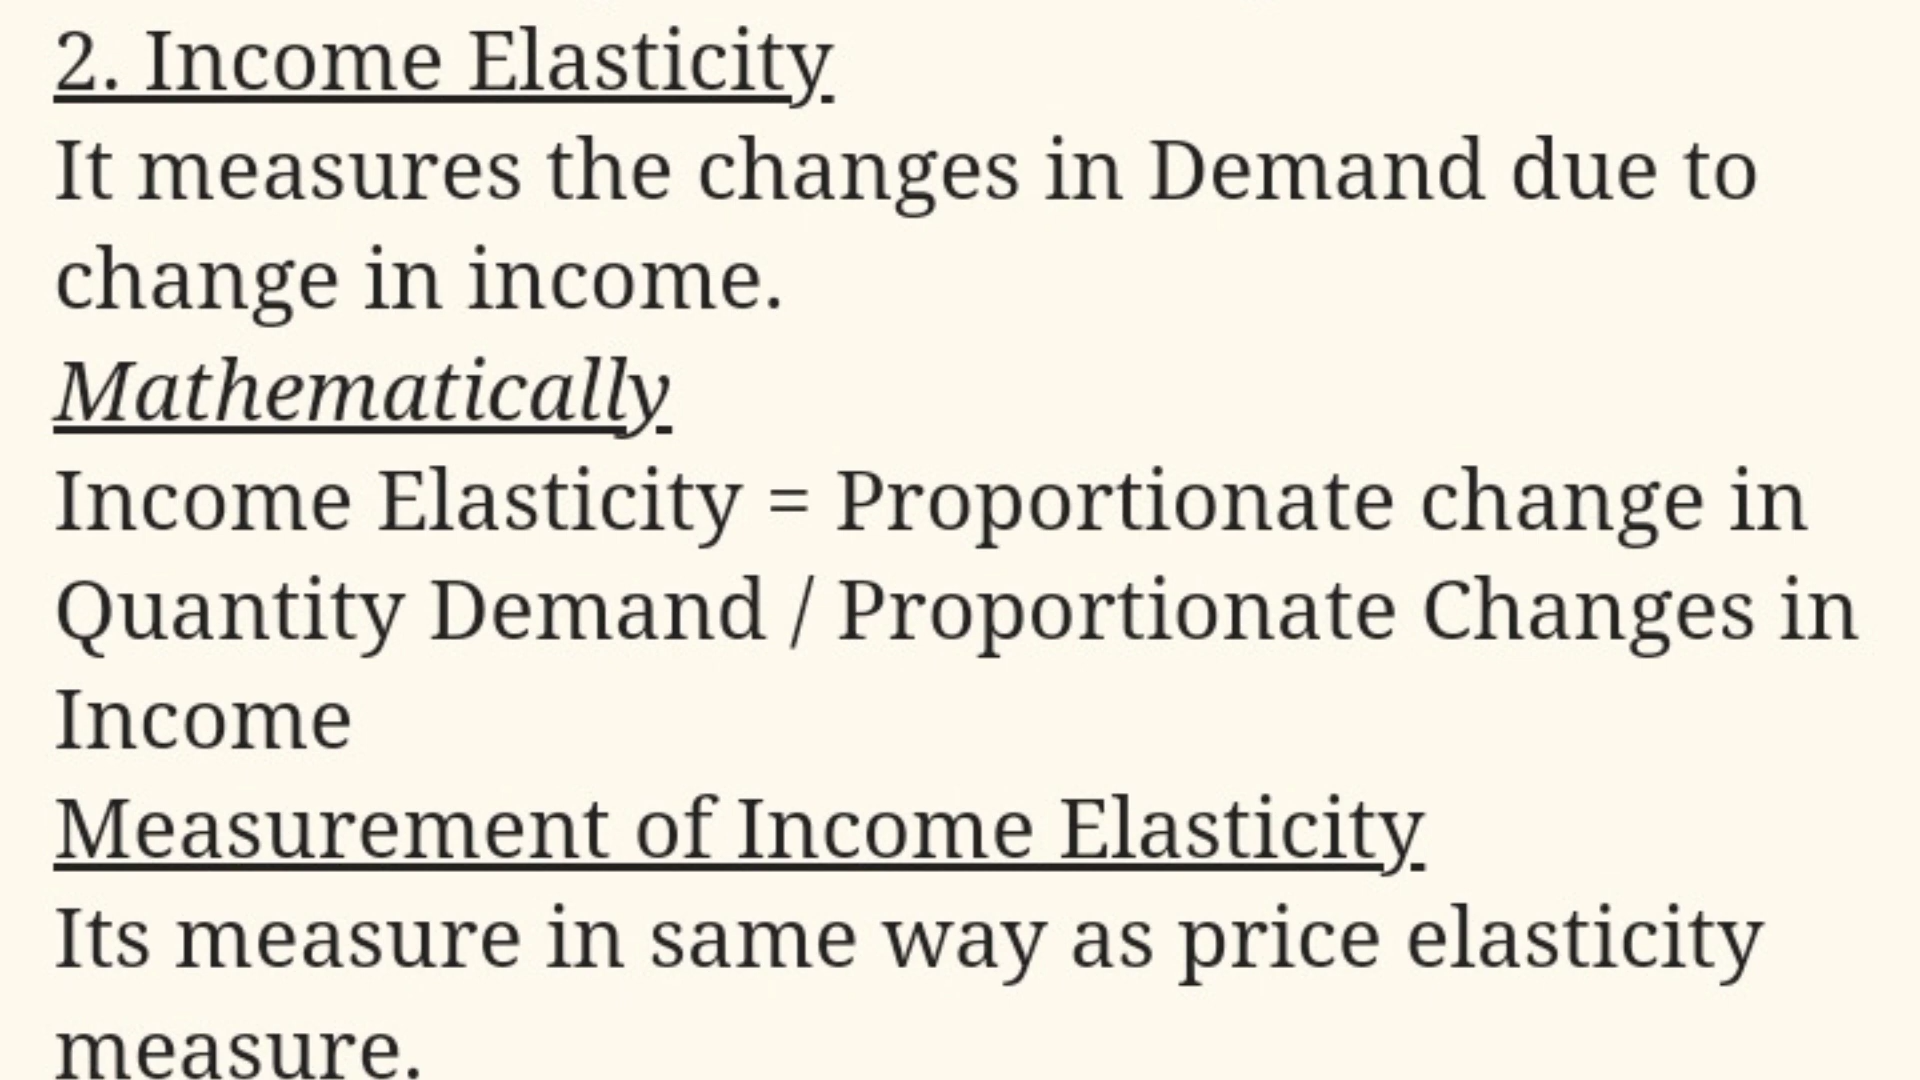 2. Income Elasticity
It measures the changes in Demand due to
change in income.
Mathematically
Income Elasticity = Proportionate change in
Quantity Demand / Proportionate Changes in
Income
Measurement of Income Elasticity
Its measure in same way as price elasticity
measure.